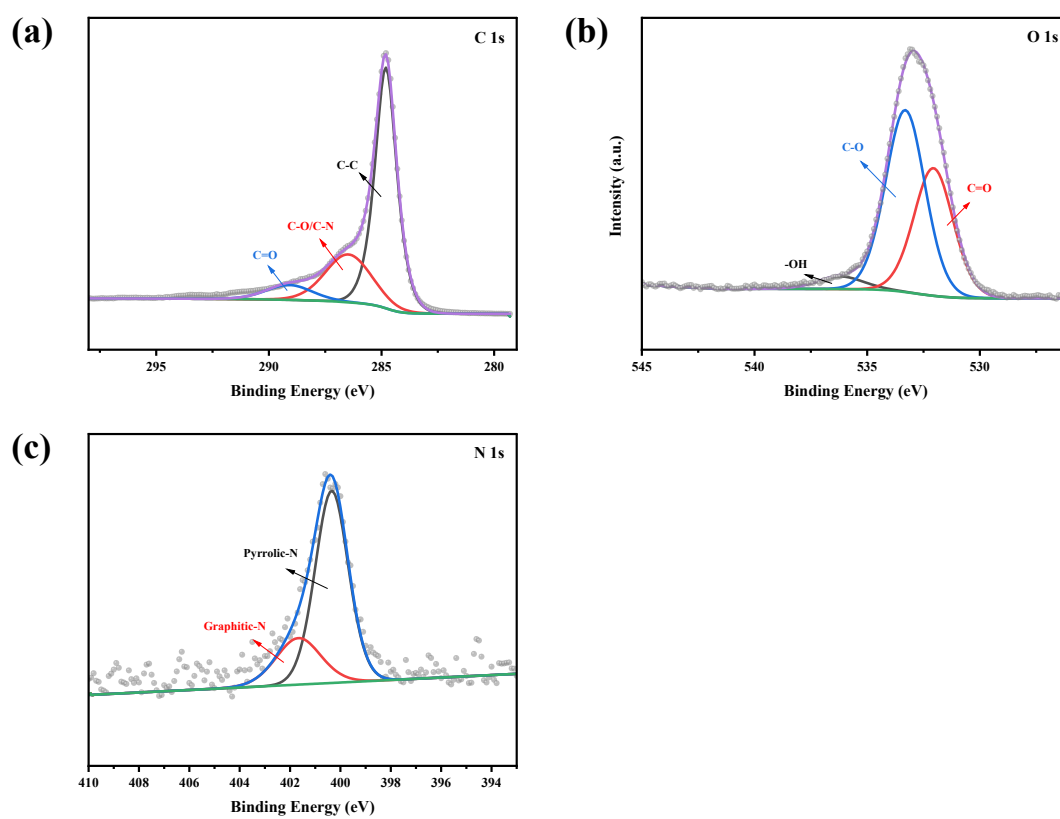 (a)
C 1s
C-C
C-O/C-N
C=O
295
290
285
280
Binding Energy (eV)
(b)
O 1s
Intensity (a.u.)
C-O
C=O
-OH
545
540
535
530
Binding Energy (eV)
(c)
N 1s
Pyrrolic-N
Graphitic-N
410
408
406
404
402
400
398
396
394
Binding Energy (eV)